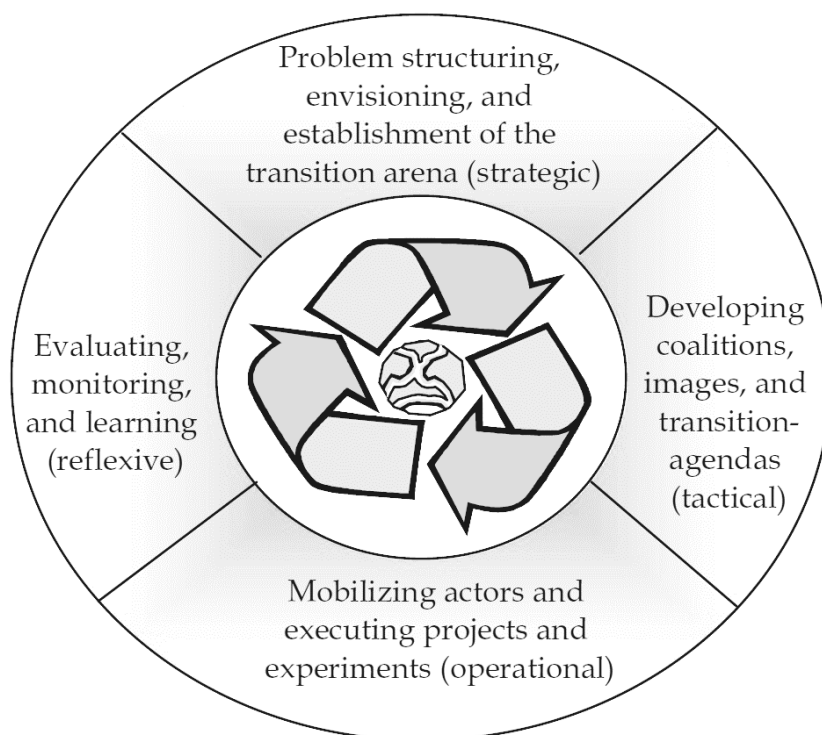 Problem structuring,
envisioning, and
establishment of the
transition arena (strategic)
Developing
coalitions,
images, and
transition-
agendas
(tactical)
Mobilizing actors and
executing projects and
experiments (operational)
Evaluating,
monitoring,
and learning
(reflexive)